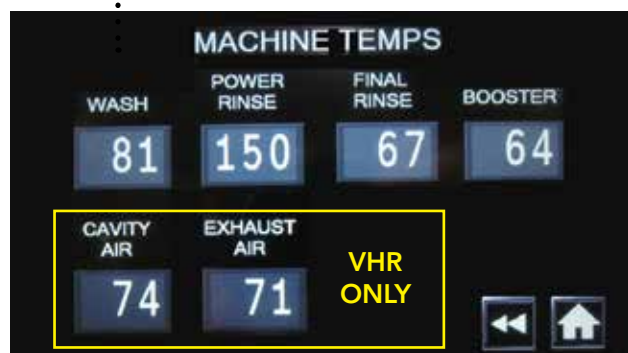 MACHINE TEMPS
WASH
POWER
RINSE
FINAL
RINSE
BOOSTER
81
150
67
64
CAVITY
AIR
EXHAUST
AIR
VHR
ONLY
74
71